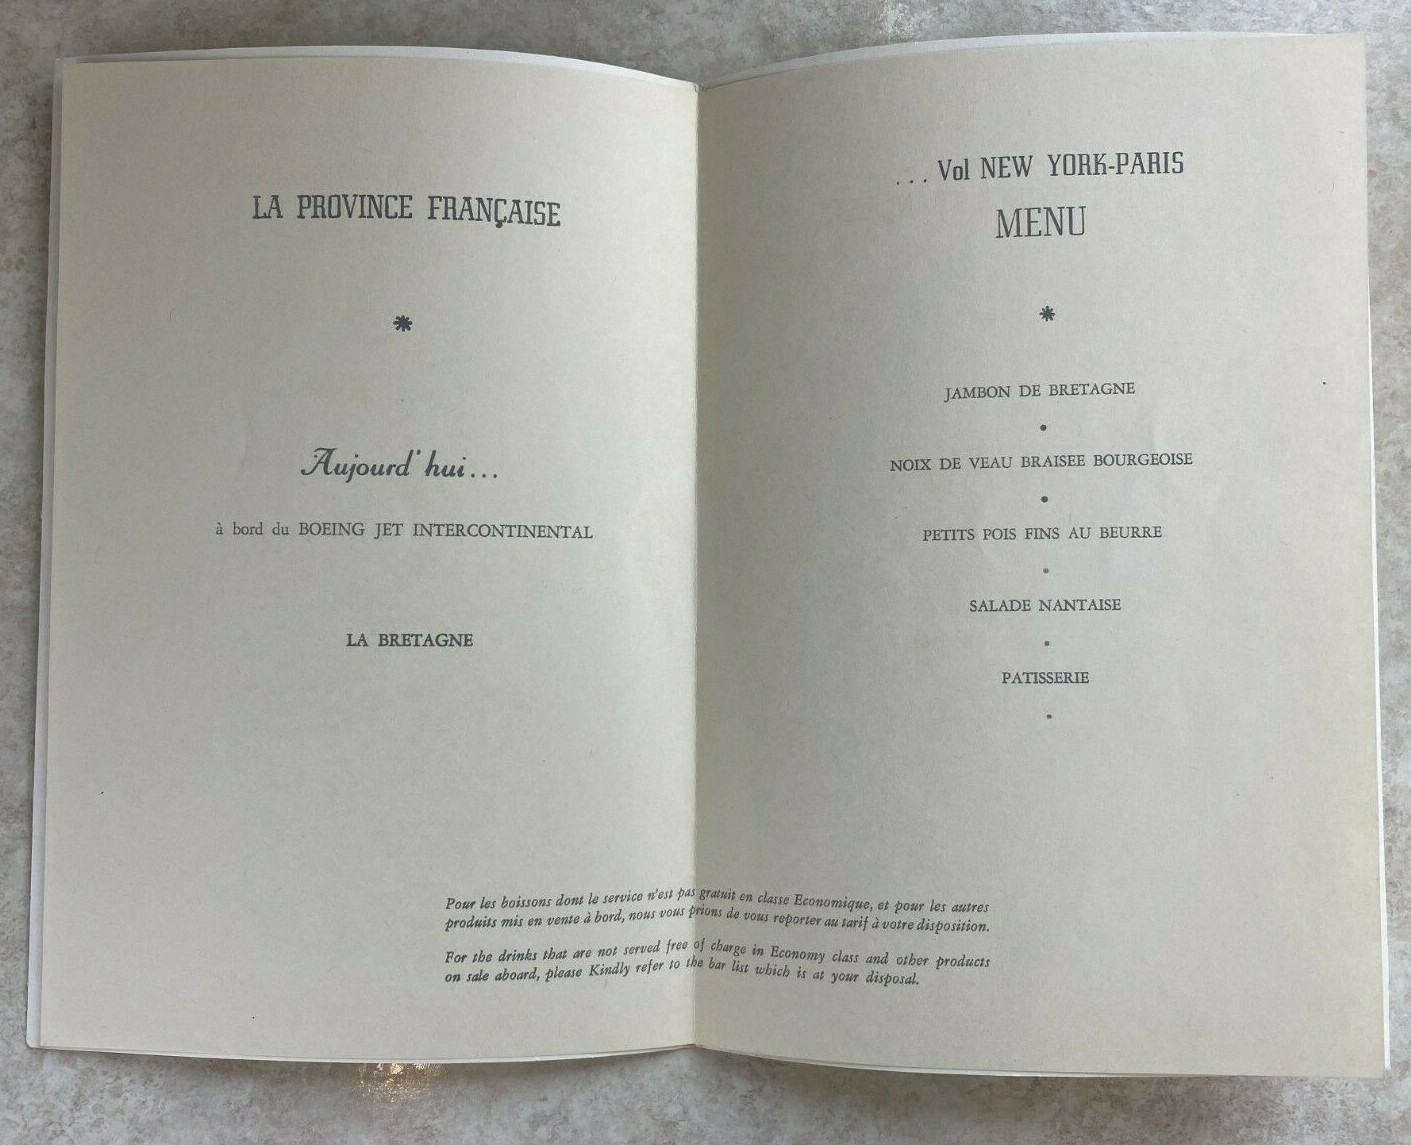 LA PROVINCE FRANÇAISE
Aujourd'hui...
à bord du BOEING JET INTERCONTINENTAL
LA BRETAGNE
...Vol NEW YORK-PARIS
MENU
JAMBON DE BRETAGNE
NOIX DE VEAU BRAISEE BOURGEOISE
PETITS POIS FINS AU BEURRE
SALADE NANTAISE
PATISSERIE
Pour les boissons dont le service n'est pas gratuit en classe Economique, et pour les autres
produits mis en vente à bord, nous vous prions de vous reporter au tarif à votre disposition.
For the drinks that are not served free of charge in Economy class and other products
on sale aboard, please Kindly refer to the bar list which is at your disposal.